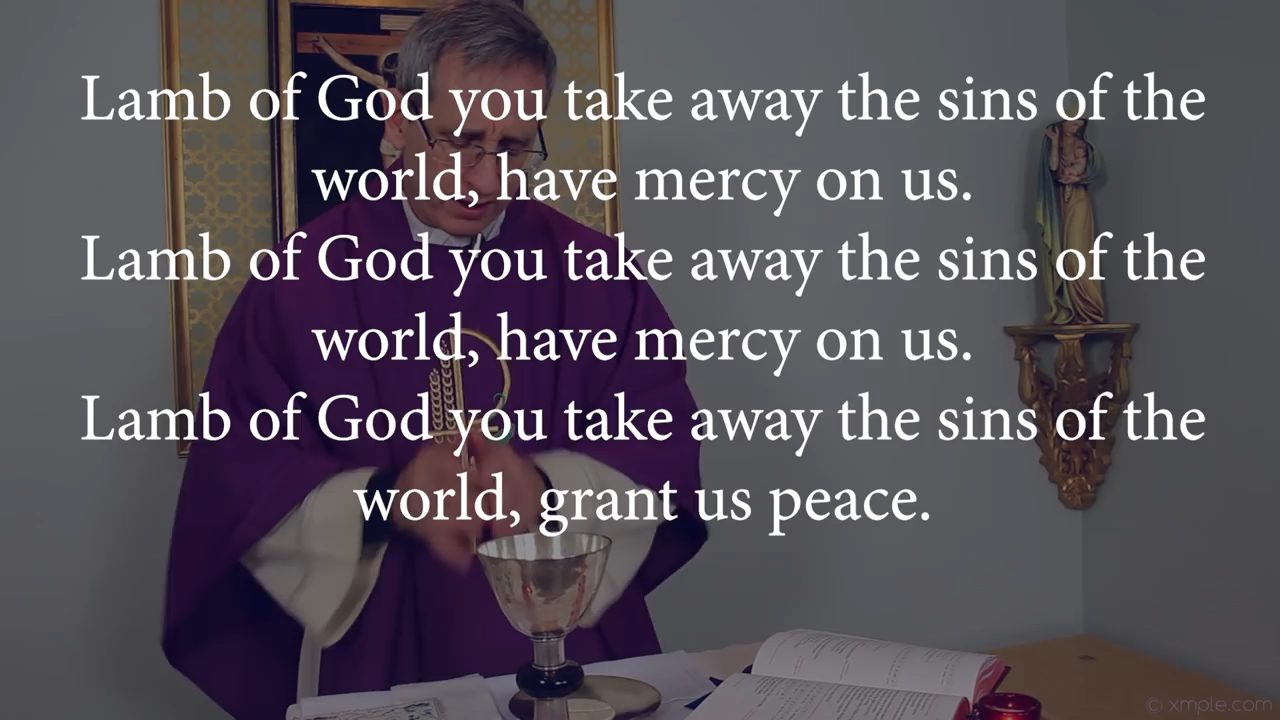 Lamb of God you take away the sins of the
world, have mercy on us.
Lamb of God you take away the sins of the
world, have mercy on us.
Lamb of God you take away the sins of the
world, grant us peace.
© xmple.com